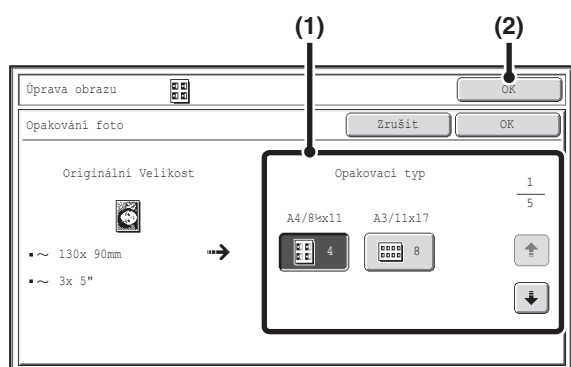 (1) (2)
Úprava obrazu OK
Opakování foto Zrušit OK
Originální Velikost Opakovací typ
1
5
A4/8½x11 A3/11x17
4 8
▪~ 130x 90mm
▪~ 3x 5"